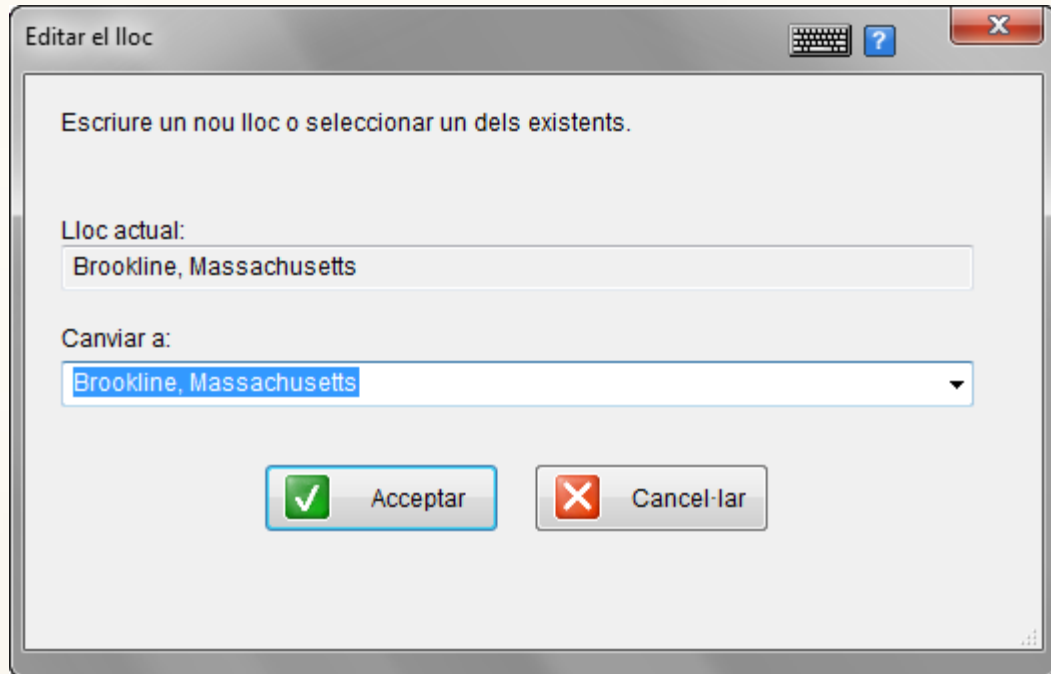 Editar el lloc
?
Escriure un nou lloc o seleccionar un dels existents.
Lloc actual:
Brookline, Massachusetts
Canviar a:
Brookline, Massachusetts
Acceptar
Cancel·lar